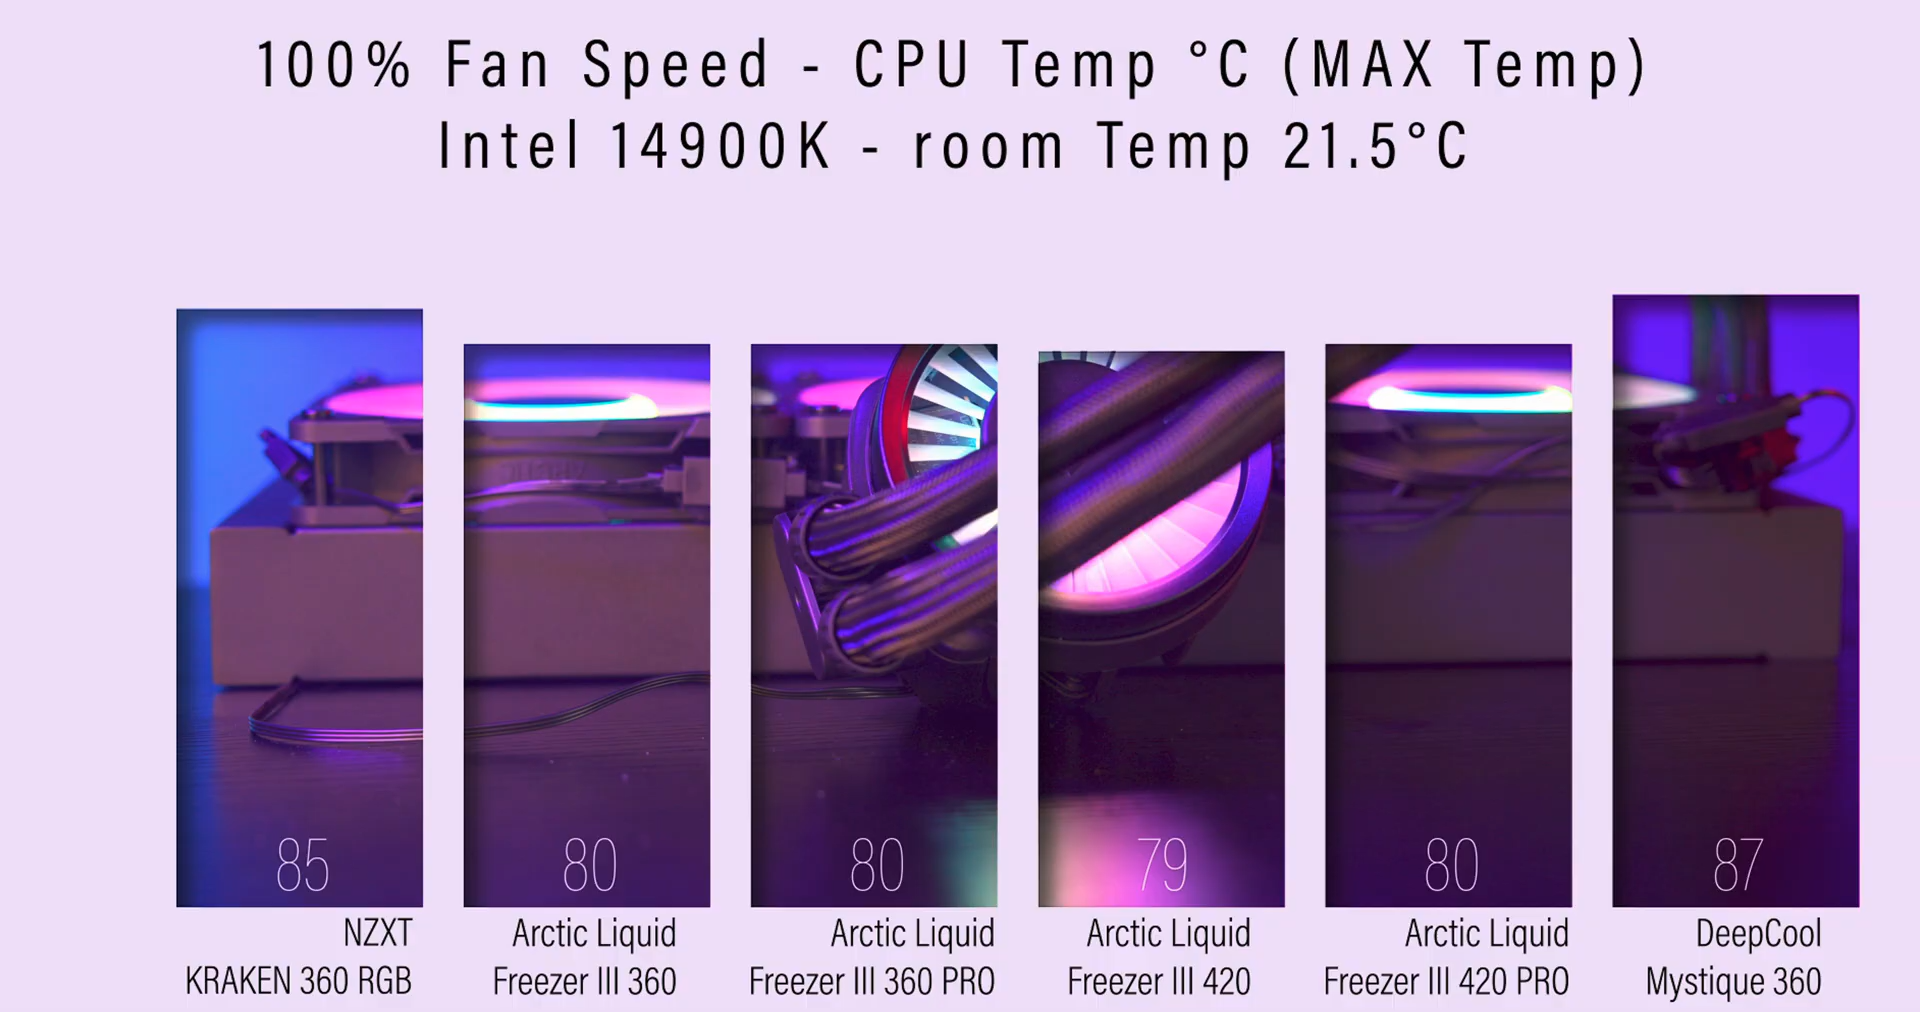 100% Fan Speed - CPU Temp °C (MAX Temp)
Intel 14900K - room Temp 21.5°C
85
80
80
79
80
87
NZXT
KRAKEN 360 RGB
Arctic Liquid
Freezer III 360
Arctic Liquid
Freezer III 360 PRO
Arctic Liquid
Freezer III 420
Arctic Liquid
Freezer III 420 PRO
DeepCool
Mystique 360